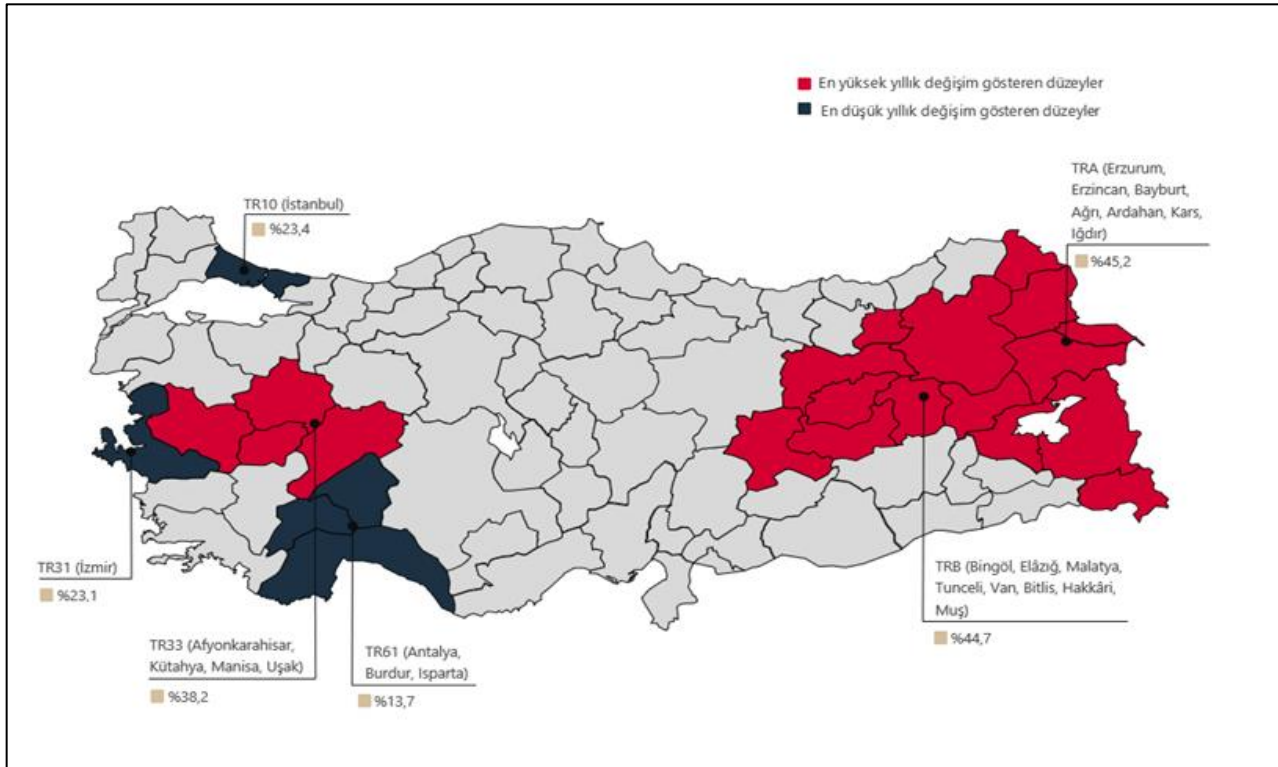 En yüksek yıllık değişim gösteren düzeyler
En düşük yıllık değişim gösteren düzeyler
TRA (Erzurum,
Erzincan, Bayburt,
Ağrı, Ardahan, Kars,
Iğdır)
%45,2
TR10 (İstanbul)
%23,4
TR31 (İzmir)
%23,1
TR33 (Afyonkarahisar,
Kütahya, Manisa, Uşak)
%38,2
TR61 (Antalya,
Burdur, Isparta)
%13,7
TRB (Bingöl, Elâzığ, Malatya,
Tunceli, Van, Bitlis, Hakkâri,
Muş)
%44,7